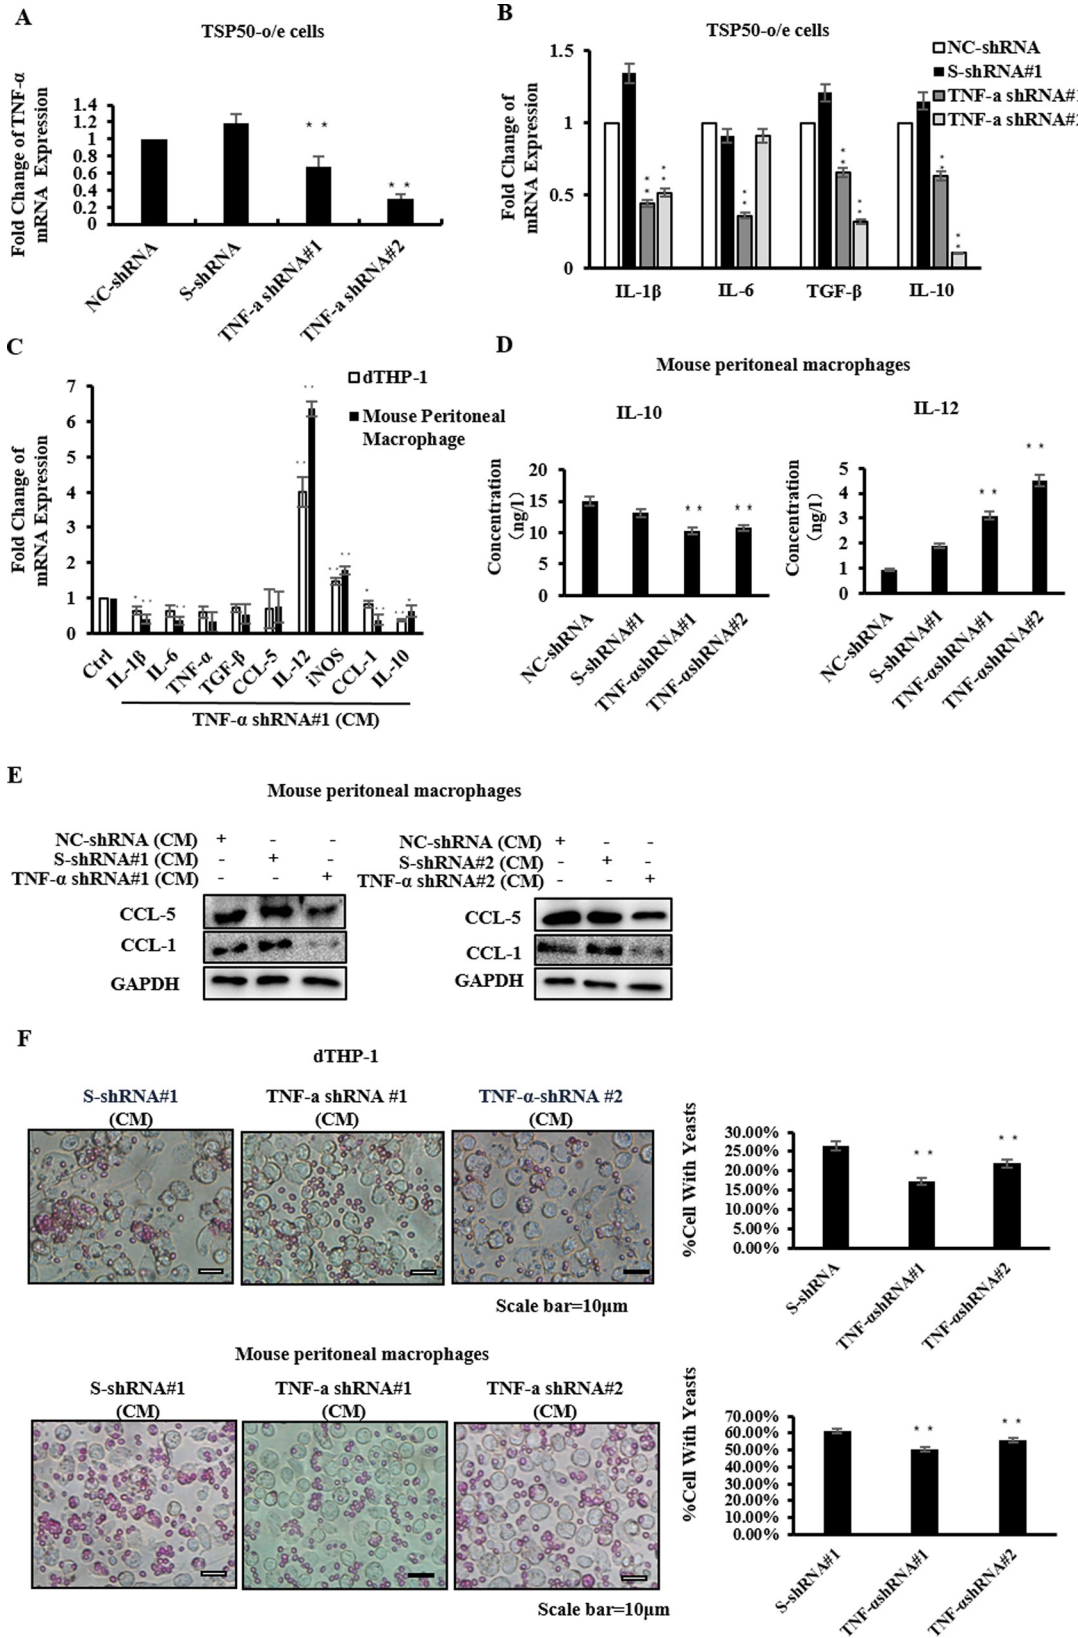 A
TSP50-o/e cells
Fold Change of TNF-α
mRNA Expression
1.4
1.2
1
0.8
0.6
0.4
0.2
0
* *
* *
NC-shRNA
S-shRNA
TNF-a shRNA#1
TNF-a shRNA#2
B
TSP50-o/e cells
Fold Change of
mRNA Expression
1.5
1
0.5
0
NC-shRNA
S-shRNA#1
TNF-a shRNA#1
TNF-a shRNA#2
* *
* *
* *
* *
* *
* *
* *
IL-1β
IL-6
TGF-β
IL-10
C
Fold Change of
mRNA Expression
7
6
5
4
3
2
1
0
dTHP-1
Mouse Peritoneal
Macrophage
Ctrl
IL-1β
IL-6
TNF-α
TGF-β
CCL-5
IL-12
iNOS
CCL-1
IL-10
TNF-α shRNA#1 (CM)
D
Mouse peritoneal macrophages
IL-10
Concentration
(ng/l)
20
15
10
5
0
* *
* *
NC-shRNA
S-shRNA#1
TNF-αshRNA#1
TNF-αshRNA#2
IL-12
Concentration
(ng/l)
5
4
3
2
1
0
* *
* *
NC-shRNA
S-shRNA#1
TNF-αshRNA#1
TNF-αshRNA#2
E
Mouse peritoneal macrophages
NC-shRNA (CM) + - -
S-shRNA#1 (CM) - + -
TNF-α shRNA#1 (CM) - - +
CCL-5
CCL-1
GAPDH
NC-shRNA (CM) + - -
S-shRNA#2 (CM) - + -
TNF-α shRNA#2 (CM) - - +
CCL-5
CCL-1
GAPDH
F
dTHP-1
S-shRNA#1
(CM)
TNF-a shRNA #1
(CM)
TNF-α-shRNA #2
(CM)
Scale bar=10μm
%Cell With Yeasts
30.00%
25.00%
20.00%
15.00%
10.00%
5.00%
0.00%
* *
* *
S-shRNA
TNF-αshRNA#1
TNF-αshRNA#2
Mouse peritoneal macrophages
S-shRNA#1
(CM)
TNF-a shRNA#1
(CM)
TNF-a shRNA#2
(CM)
Scale bar=10μm
%Cell With Yeasts
70.00%
60.00%
50.00%
40.00%
30.00%
20.00%
10.00%
0.00%
* *
* *
S-shRNA#1
TNF-αshRNA#1
TNF-αshRNA#2